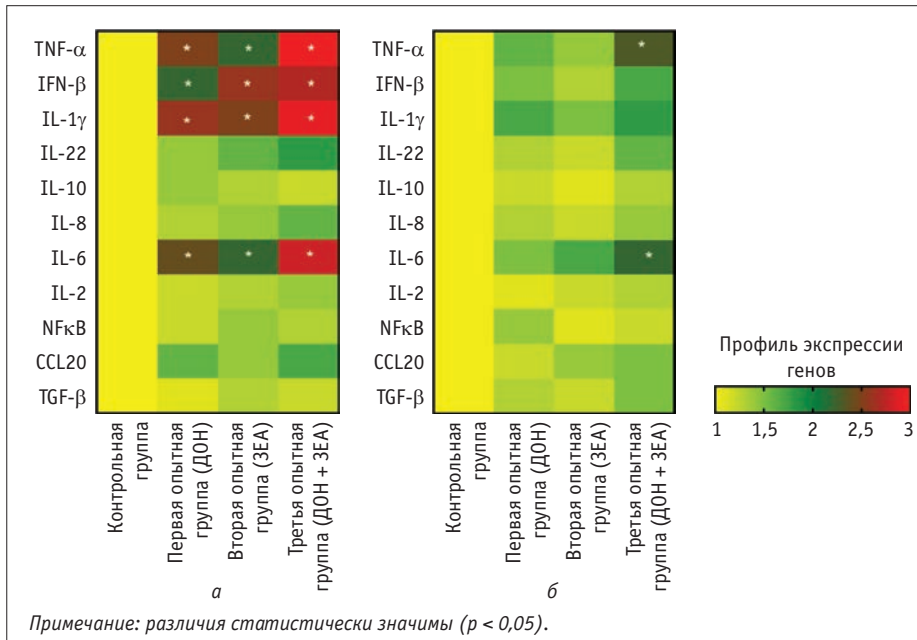 TNF-α
IFN-β
IL-1γ
IL-22
IL-10
IL-8
IL-6
IL-2
NFκB
CCL20
TGF-β
* * *
* * *
* * *
* * *
Контрольная группа
Первая опытная группа (ДОН)
Вторая опытная группа (ЗЕА)
Третья опытная группа (ДОН + ЗЕА)
а
TNF-α
IFN-β
IL-1γ
IL-22
IL-10
IL-8
IL-6
IL-2
NFκB
CCL20
TGF-β
*
*
Контрольная группа
Первая опытная группа (ДОН)
Вторая опытная группа (ЗЕА)
Третья опытная группа (ДОН + ЗЕА)
б
Профиль экспрессии
генов
1 1,5 2 2,5 3
Примечание: различия статистически значимы (p < 0,05).